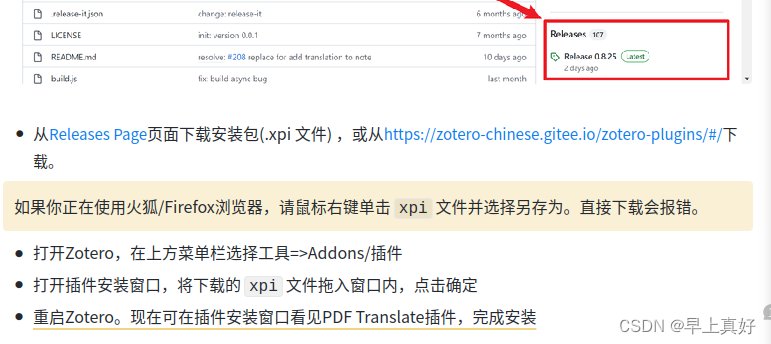 .release-it.json change: release-it 6 months ago
Releases 107
LICENSE init: version 0.0.1 7 months ago
README.md resolve: #208 replace for add translation to note 10 days ago
Release 0.8.25 Latest
2 days ago
build.js fix: build async bug last month
从Releases Page页面下载安装包(.xpi 文件) ，或从https://zotero-chinese.gitee.io/zotero-plugins/#/下
载。
如果你正在使用火狐/Firefox浏览器，请鼠标右键单击 xpi 文件并选择另存为。直接下载会报错。
打开Zotero，在上方菜单栏选择工具=>Addons/插件
打开插件安装窗口，将下载的 xpi 文件拖入窗口内，点击确定
重启Zotero。现在可在插件安装窗口看见PDF Translate插件，完成安装
CSDN @早上真好